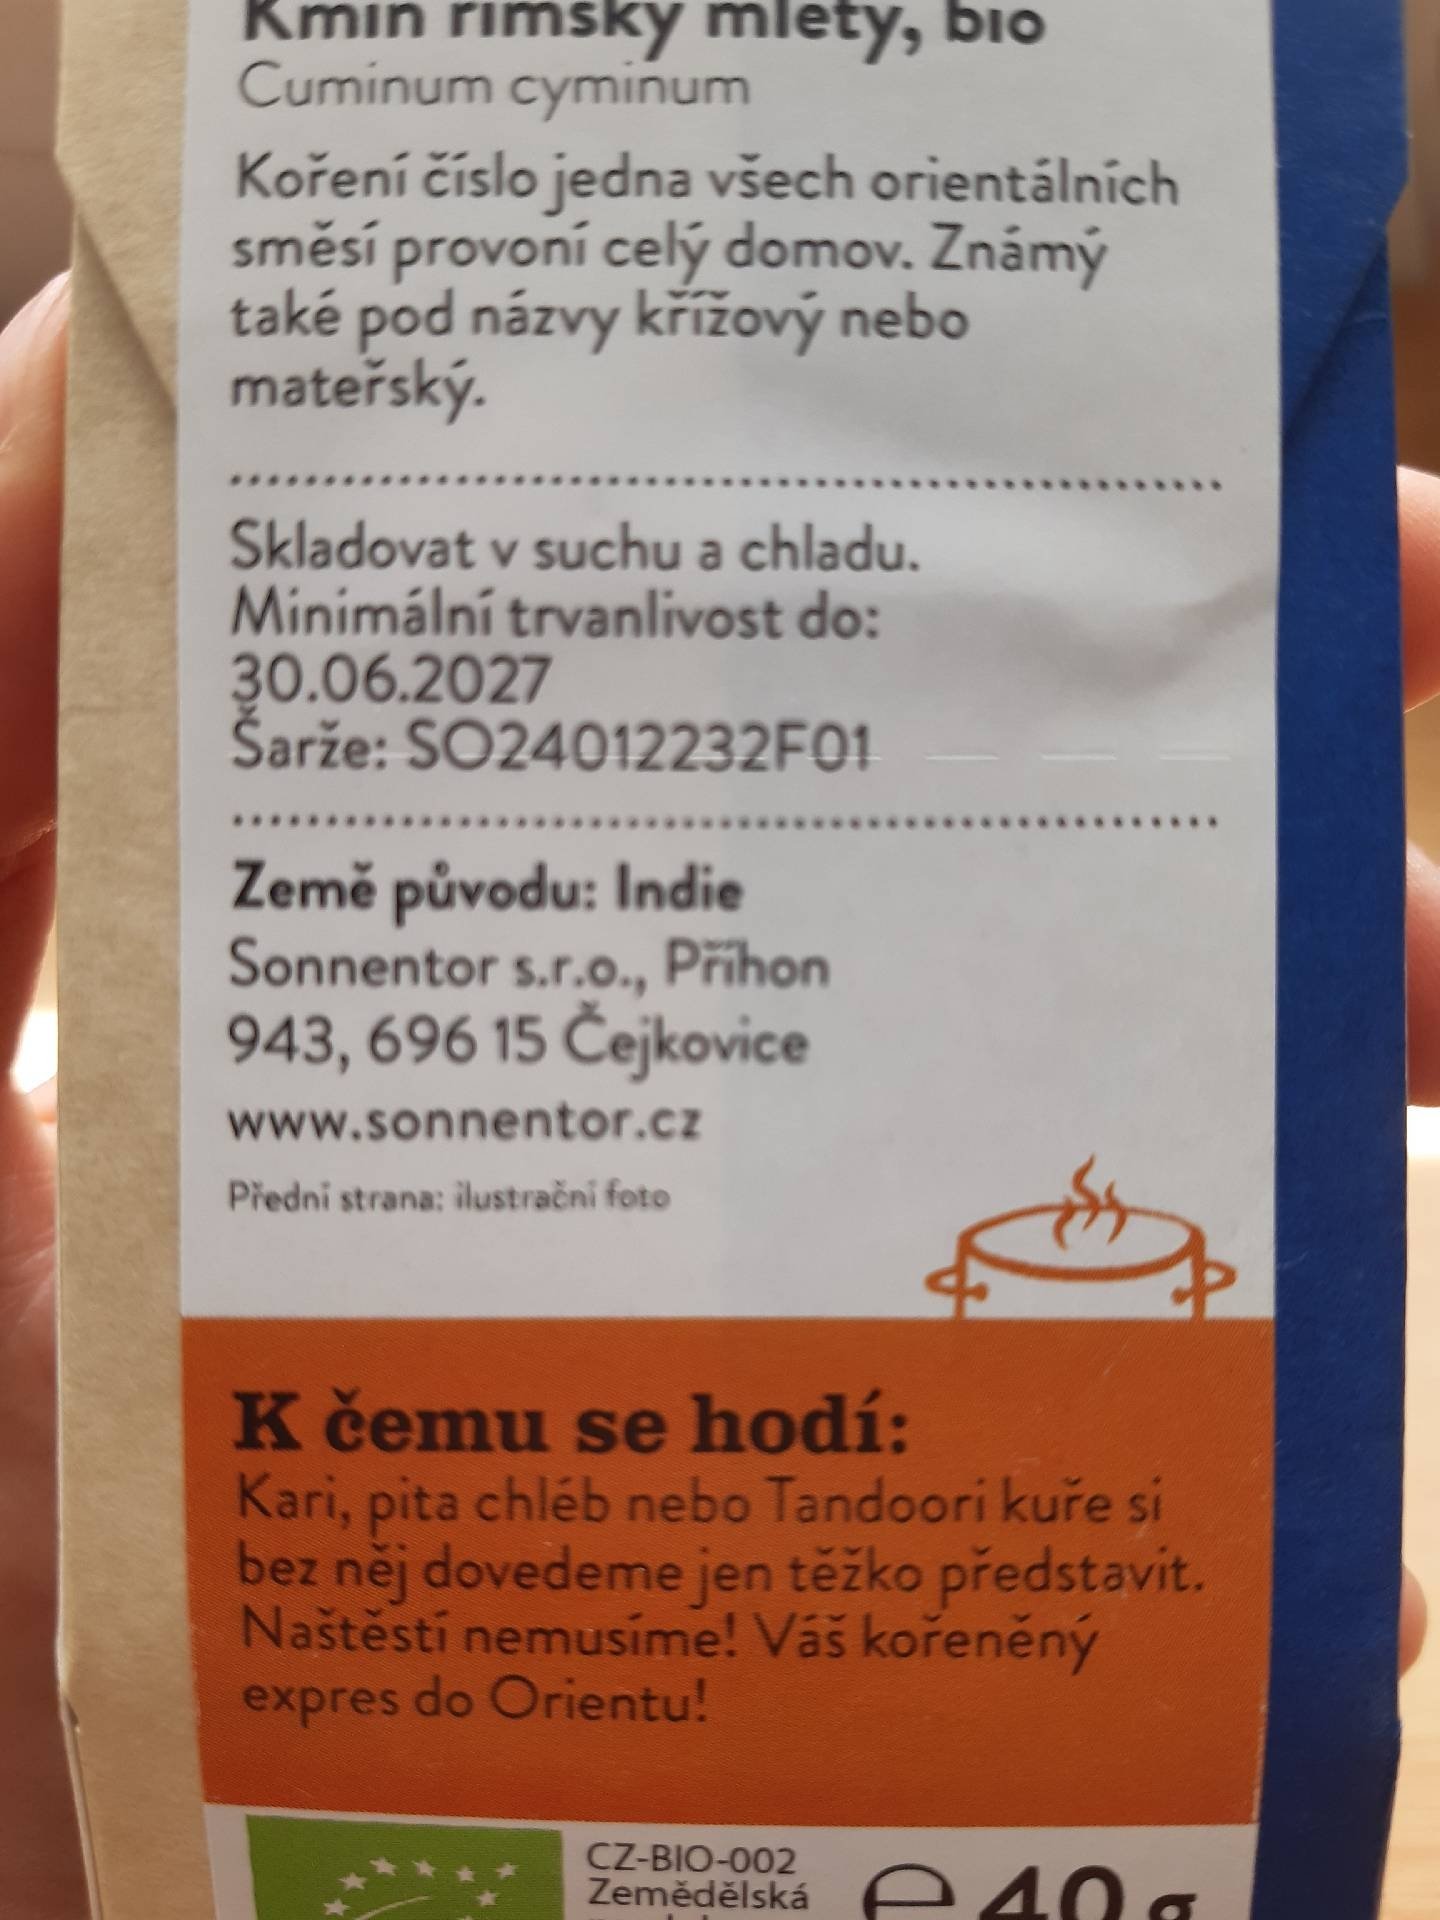 Kmín římský mletý, bio
Cuminum cyminum
Koření číslo jedna všech orientálních
směsí provoní celý domov. Známý
také pod názvy křížový nebo
mateřský.
Skladovat v suchu a chladu.
Minimální trvanlivost do:
30.06.2027
Šarže: SO24012232F01
Země původu: Indie
Sonnentor s.r.o., Příhon
943, 696 15 Čejkovice
www.sonnentor.cz
Přední strana: ilustrační foto
K čemu se hodí:
Kari, pita chléb nebo Tandoori kuře si
bez něj dovedeme jen těžko představit.
Naštěstí nemusíme! Váš kořeněný
expres do Orientu!
CZ-BIO-002
Zemědělská
e 40 g